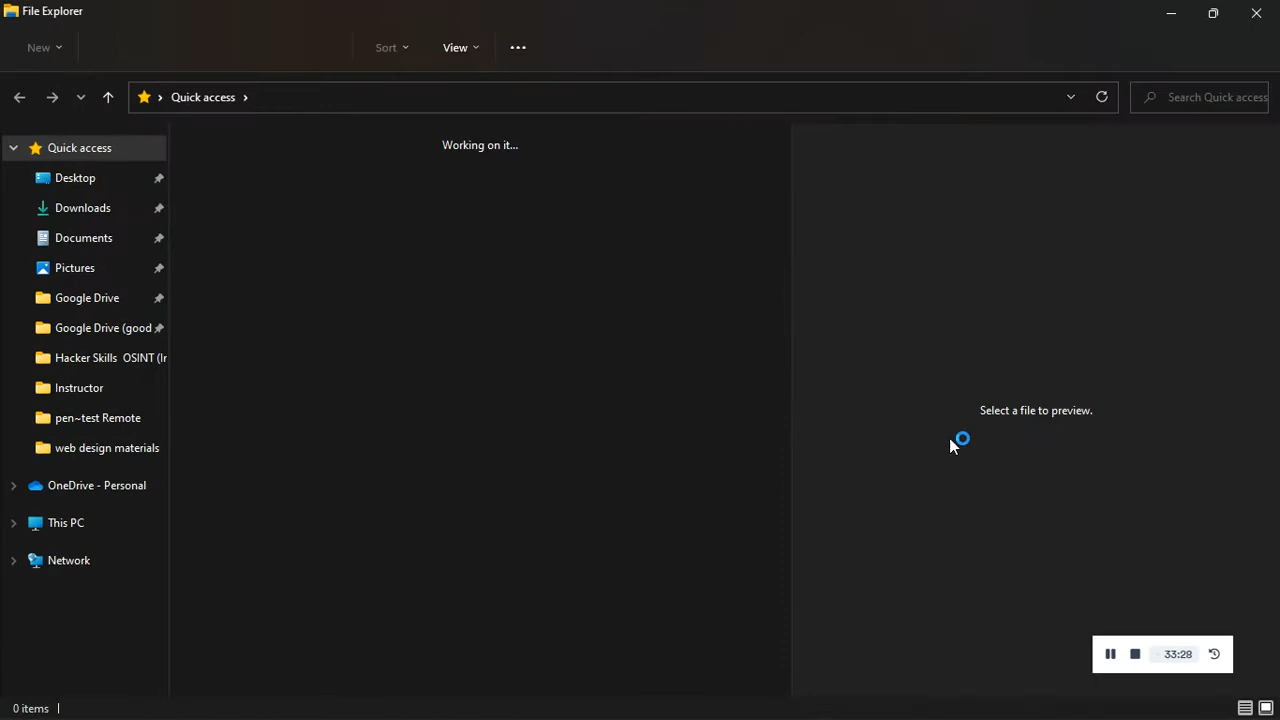 File Explorer
New
Sort
View
Quick access
Search Quick access
Quick access
Desktop
Downloads
Documents
Pictures
Google Drive
Google Drive (good
Hacker Skills OSINT (Ir
Instructor
pen~test Remote
web design materials
OneDrive - Personal
This PC
Network
Working on it...
Select a file to preview.
33:28
0 items